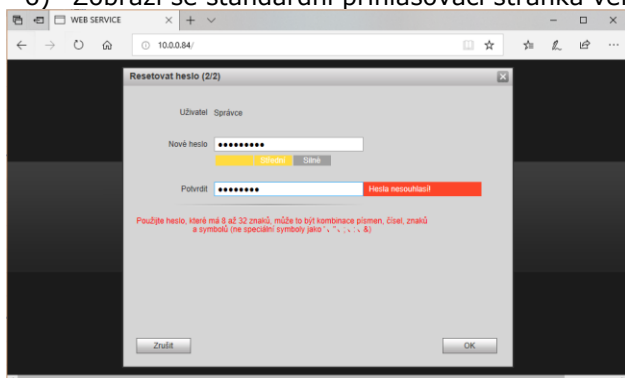 Zobrazí se standardní přihlašovací stránka
WEB SERVICE
10.0.0.84/
Resetovat heslo (2/2)
Uživatel Správce
Nové heslo •••••••••
Střední Silné
Potvrdit •••••••• Hesla nesouhlasí!
Použijte heslo, které má 8 až 32 znaků, může to být kombinace písmen, čísel, znaků
a symbolů (ne speciální symboly jako ' 、 " 、 ; 、 : 、 &)
Zrušit OK